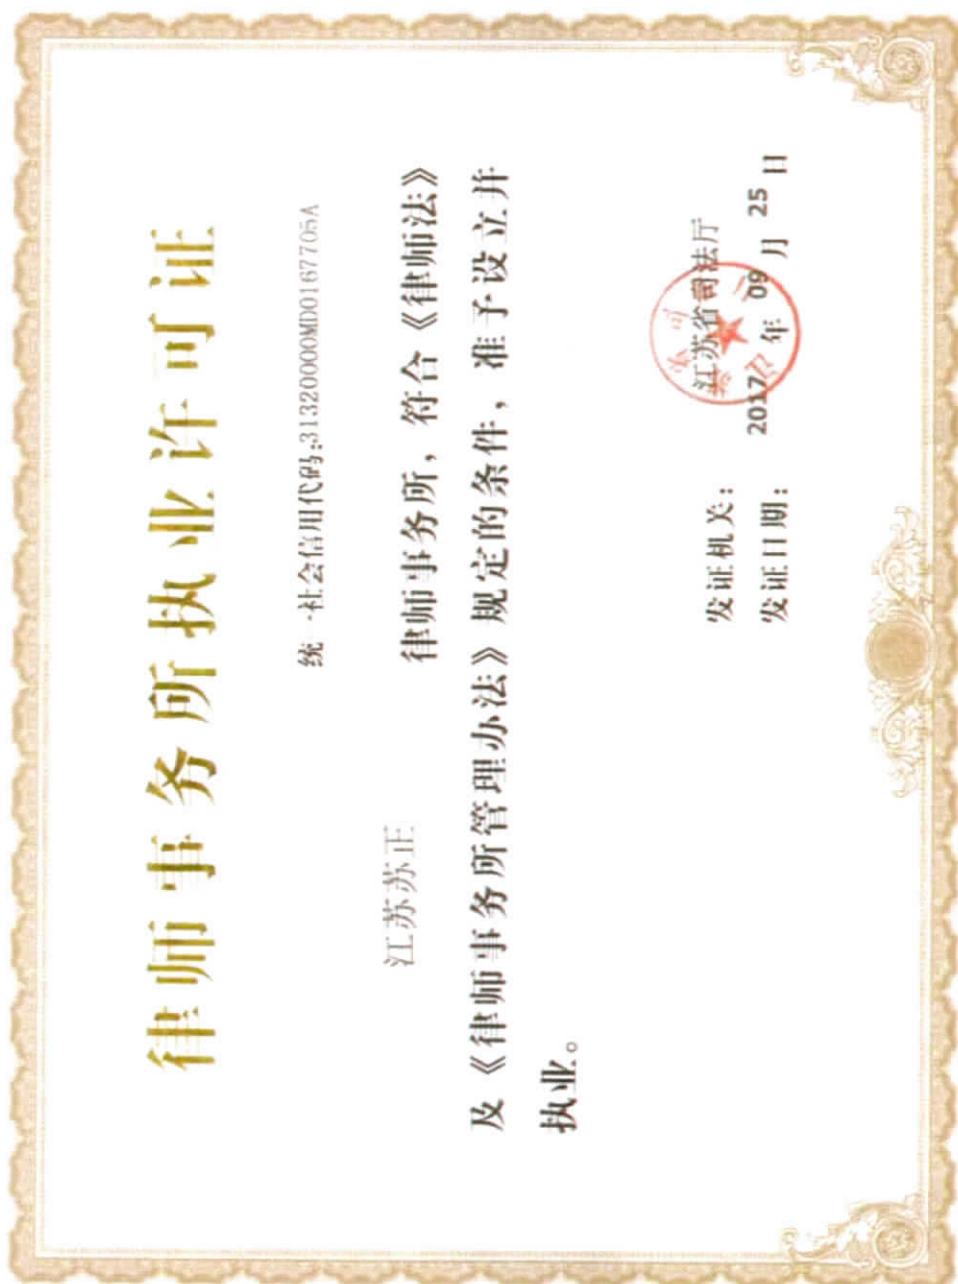 律师事务所执业许可证
统一社会信用代码:31320000MD0167705A
江苏苏正 律师事务所，符合《律师法》
及《律师事务所管理办法》规定的条件，准予设立并
执业。
发证机关： 江苏省司法厅
发证日期： 2017 年 09 月 25 日